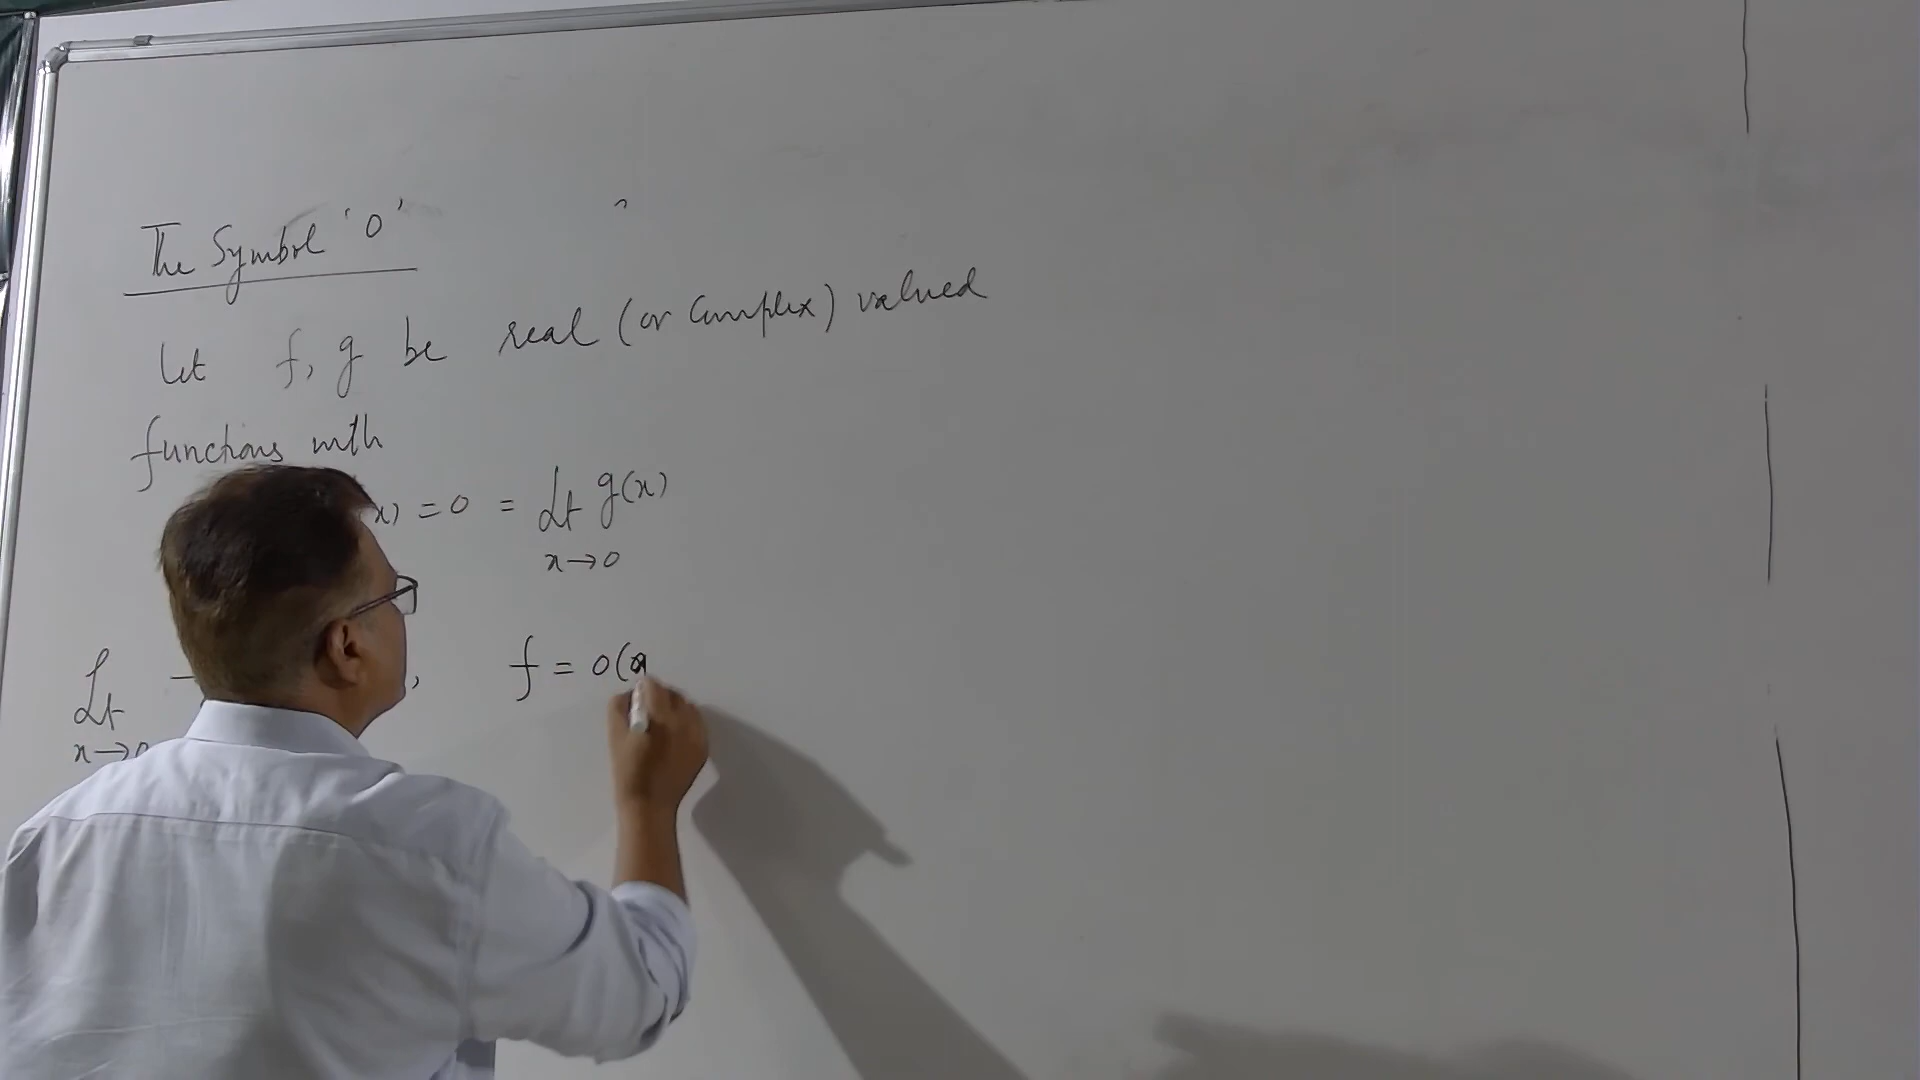 The Symbol 'o'
Let f, g be real (or Complex) valued
functions with
x) = 0 = Lt g(x)
x→0
Lt , f = o(g
x→0